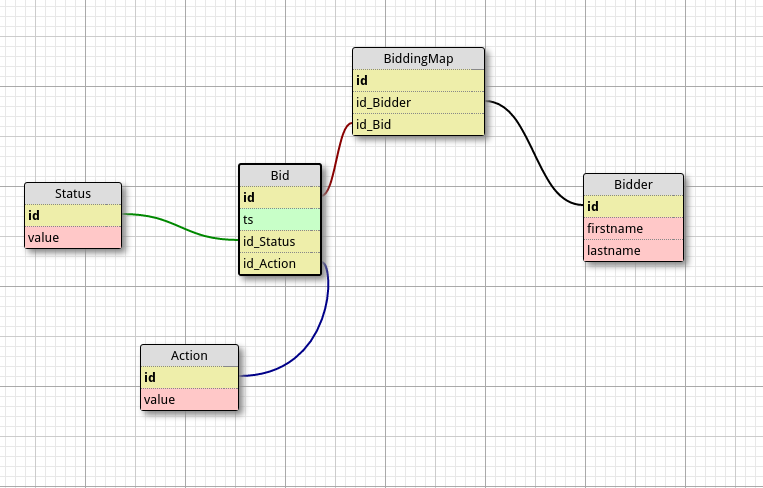 BiddingMap
id
id_Bidder
id_Bid
Bid
id
ts
id_Status
id_Action
Status
id
value
Bidder
id
firstname
lastname
Action
id
value